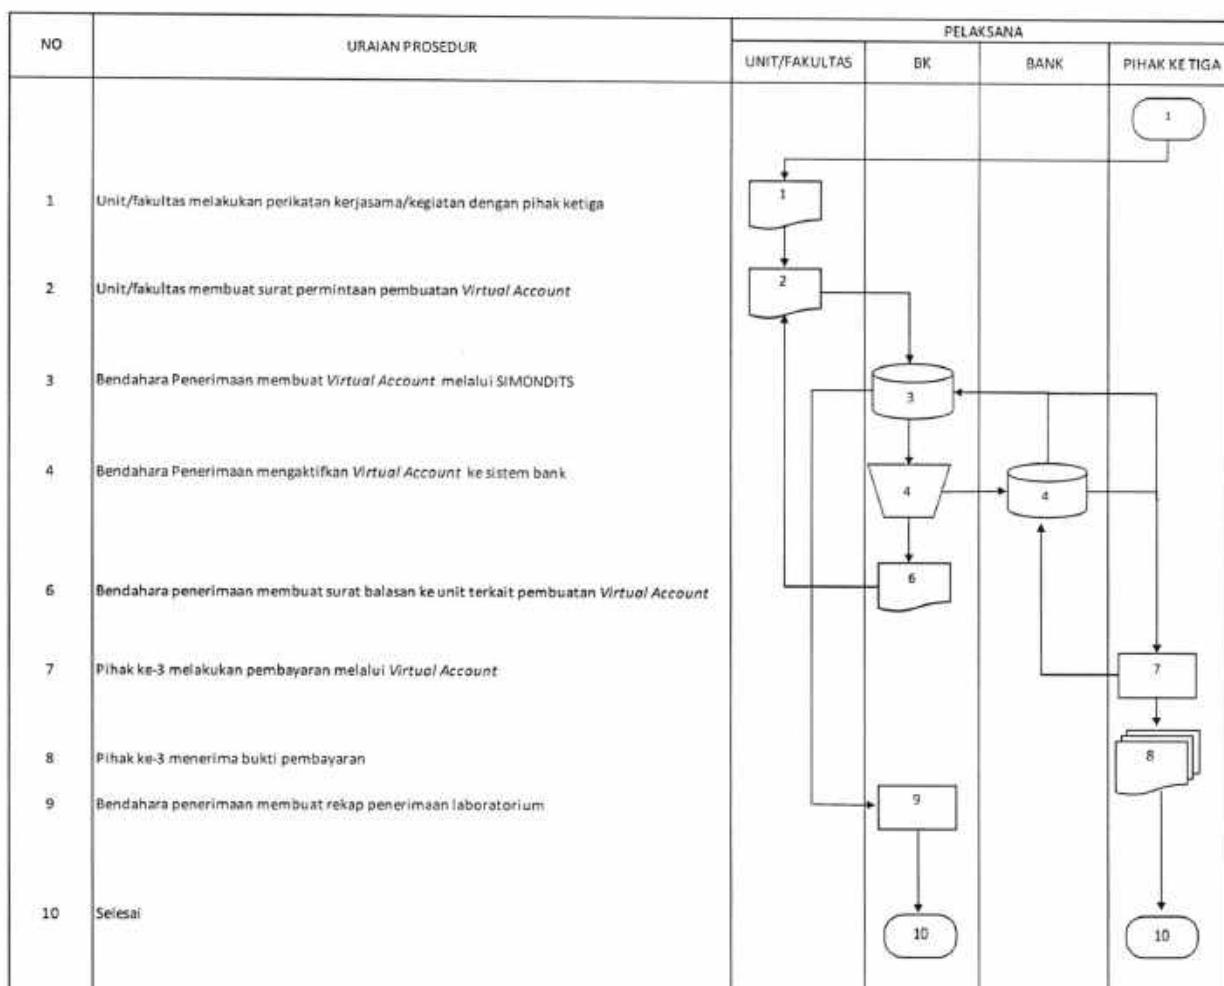 NO
URAIAN PROSEDUR
PELAKSANA
UNIT/FAKULTAS
BK
BANK
PIHAK KETIGA
1
1 Unit/fakultas melakukan perikatan kerjasama/kegiatan dengan pihak ketiga 1
2 Unit/fakultas membuat surat permintaan pembuatan Virtual Account 2
3 Bendahara Penerimaan membuat Virtual Account melalui SIMONDITS 3
4 Bendahara Penerimaan mengaktifkan Virtual Account ke sistem bank 4 4
6 Bendahara penerimaan membuat surat balasan ke unit terkait pembuatan Virtual Account 6
7 Pihak ke-3 melakukan pembayaran melalui Virtual Account 7
8 Pihak ke-3 menerima bukti pembayaran 8
9 Bendahara penerimaan membuat rekap penerimaan laboratorium 9
10 Selesai 10 10